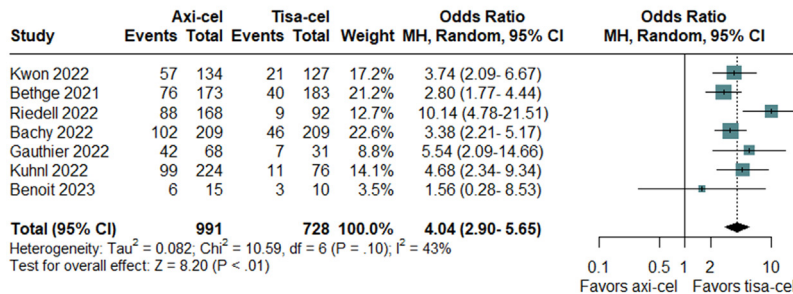 Axi-cel Tisa-cel Odds Ratio Odds Ratio
Study Events Total Events Total Weight MH, Random, 95% CI MH, Random, 95% CI
Kwon 2022 57 134 21 127 17.2% 3.74 (2.09- 6.67)
Bethge 2021 76 173 40 183 21.2% 2.80 (1.77- 4.44)
Riedell 2022 88 168 9 92 12.7% 10.14 (4.78-21.51)
Bachy 2022 102 209 46 209 22.6% 3.38 (2.21- 5.17)
Gauthier 2022 42 68 7 31 8.8% 5.54 (2.09-14.66)
Kuhnl 2022 99 224 11 76 14.1% 4.68 (2.34- 9.34)
Benoit 2023 6 15 3 10 3.5% 1.56 (0.28- 8.53)
Total (95% CI) 991 728 100.0% 4.04 (2.90- 5.65)
Heterogeneity: Tau² = 0.082; Chi² = 10.59, df = 6 (P = .10); I² = 43%
Test for overall effect: Z = 8.20 (P < .01)
0.1 0.5 1 2 10
Favors axi-cel Favors tisa-cel